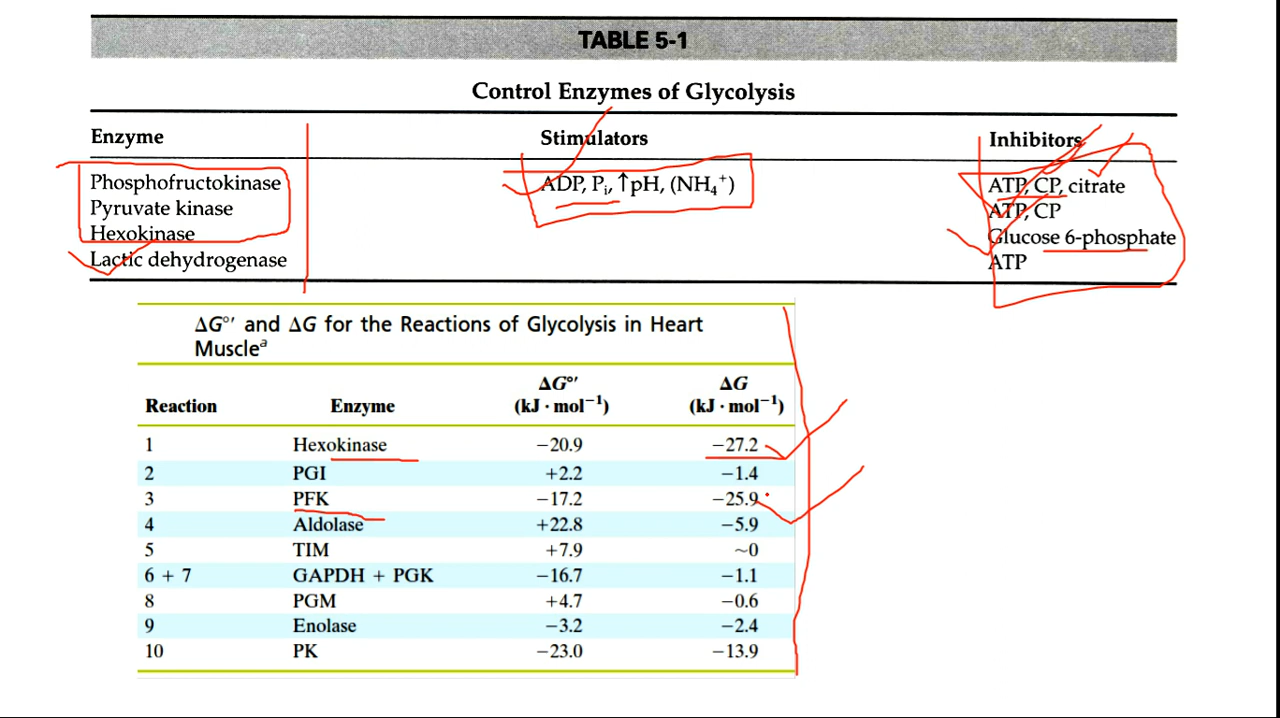 TABLE 5-1
Control Enzymes of Glycolysis
Enzyme Stimulators Inhibitors
Phosphofructokinase ADP, Pi, ↑pH, (NH4+) ATP, CP, citrate
Pyruvate kinase ATP, CP
Hexokinase Glucose 6-phosphate
Lactic dehydrogenase ATP
ΔG°′ and ΔG for the Reactions of Glycolysis in Heart
Muscleᵃ
ΔG°′ ΔG
Reaction Enzyme (kJ · mol⁻¹) (kJ · mol⁻¹)
1 Hexokinase −20.9 −27.2
2 PGI +2.2 −1.4
3 PFK −17.2 −25.9
4 Aldolase +22.8 −5.9
5 TIM +7.9 ~0
6 + 7 GAPDH + PGK −16.7 −1.1
8 PGM +4.7 −0.6
9 Enolase −3.2 −2.4
10 PK −23.0 −13.9